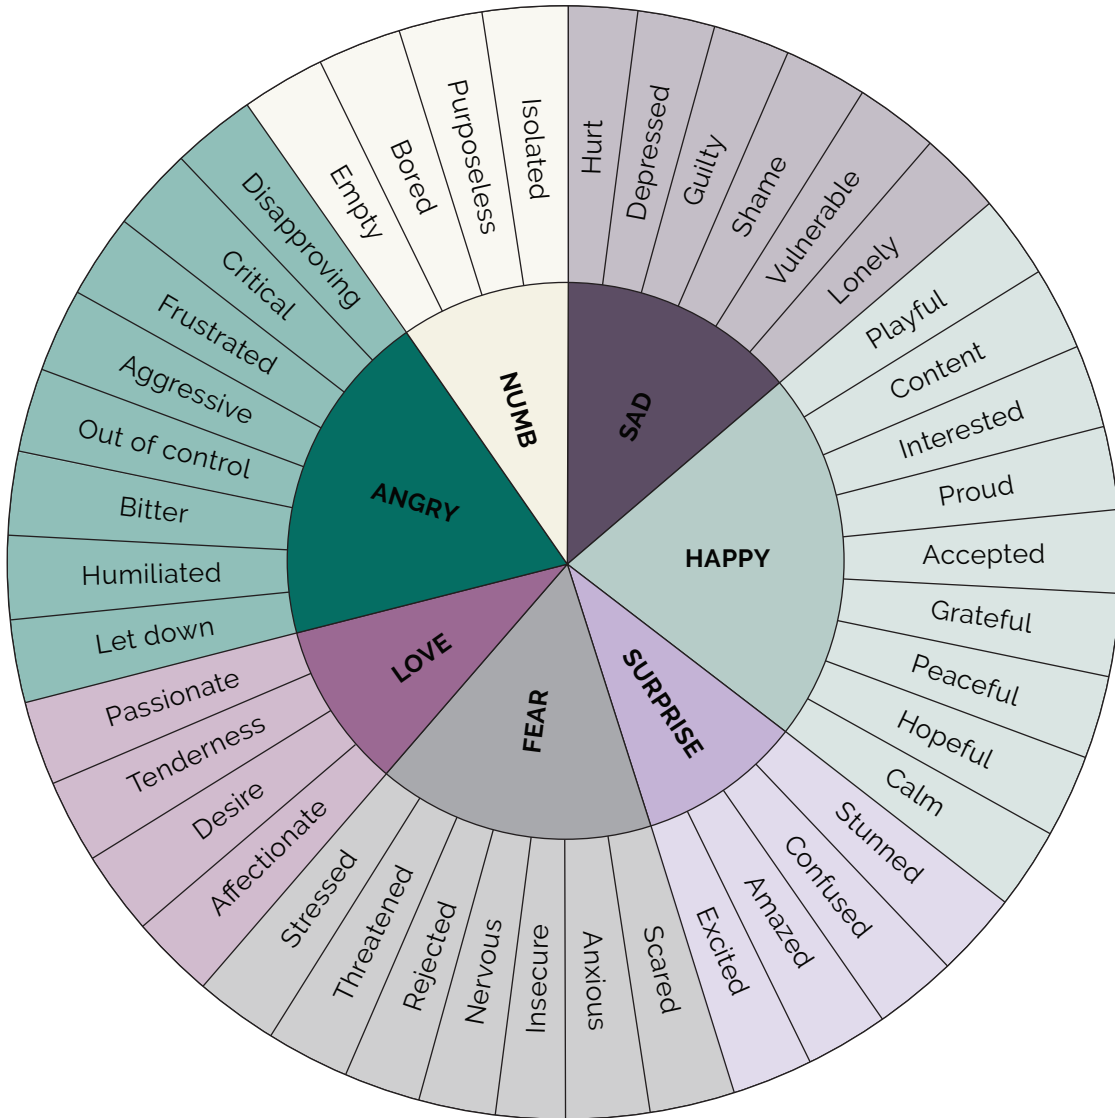 SAD
Hurt
Depressed
Guilty
Shame
Vulnerable
Lonely
HAPPY
Playful
Content
Interested
Proud
Accepted
Grateful
Peaceful
Hopeful
Calm
SURPRISE
Stunned
Confused
Amazed
Excited
FEAR
Scared
Anxious
Insecure
Nervous
Rejected
Threatened
Stressed
LOVE
Affectionate
Desire
Tenderness
Passionate
ANGRY
Let down
Humiliated
Bitter
Out of control
Aggressive
Frustrated
Critical
Disapproving
NUMB
Empty
Bored
Purposeless
Isolated